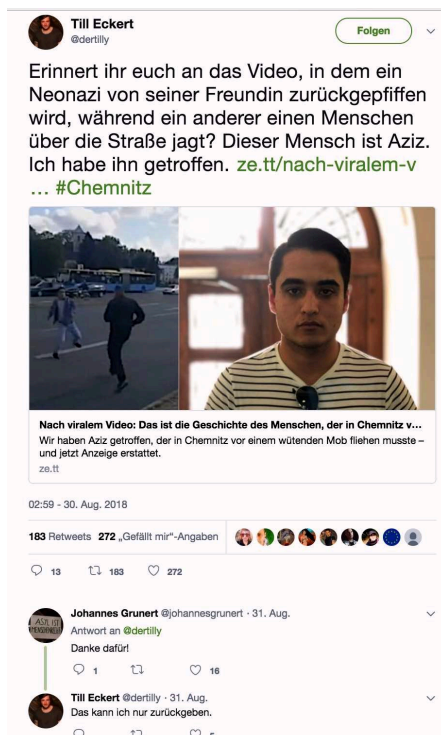 Till Eckert
@dertilly
Folgen
Erinnert ihr euch an das Video, in dem ein
Neonazi von seiner Freundin zurückgepfiffen
wird, während ein anderer einen Menschen
über die Straße jagt? Dieser Mensch ist Aziz.
Ich habe ihn getroffen. ze.tt/nach-viralem-v
… #Chemnitz
Nach viralem Video: Das ist die Geschichte des Menschen, der in Chemnitz v...
Wir haben Aziz getroffen, der in Chemnitz vor einem wütenden Mob fliehen musste –
und jetzt Anzeige erstattet.
ze.tt
02:59 - 30. Aug. 2018
183 Retweets 272 „Gefällt mir“-Angaben
13 183 272
ASYL IST
MENSCHENRECHT
Johannes Grunert @johannesgrunert · 31. Aug.
Antwort an @dertilly
Danke dafür!
1 16
Till Eckert @dertilly · 31. Aug.
Das kann ich nur zurückgeben.